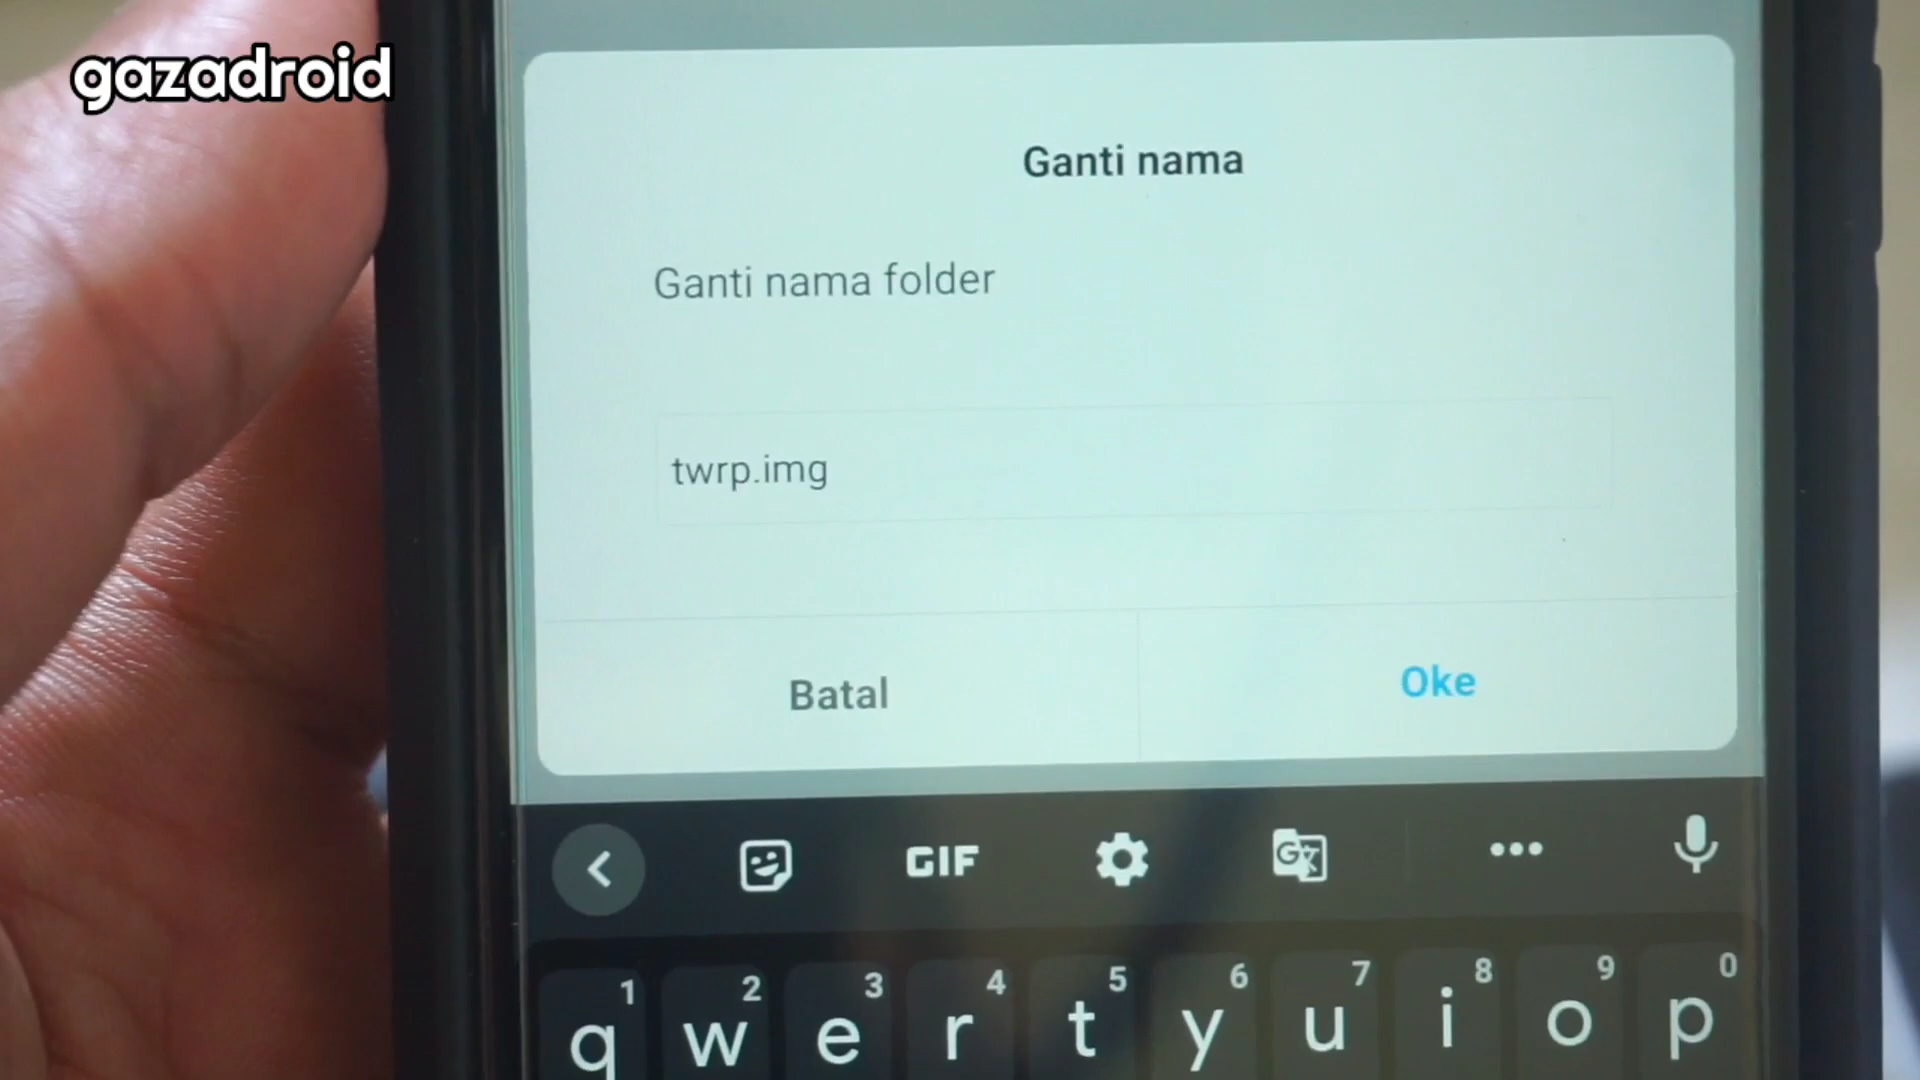 gazadroid
Ganti nama
Ganti nama folder
twrp.img
Batal
Oke
GIF
G
1 2 3 4 5 6 7 8 9 0
q w e r t y u i o p